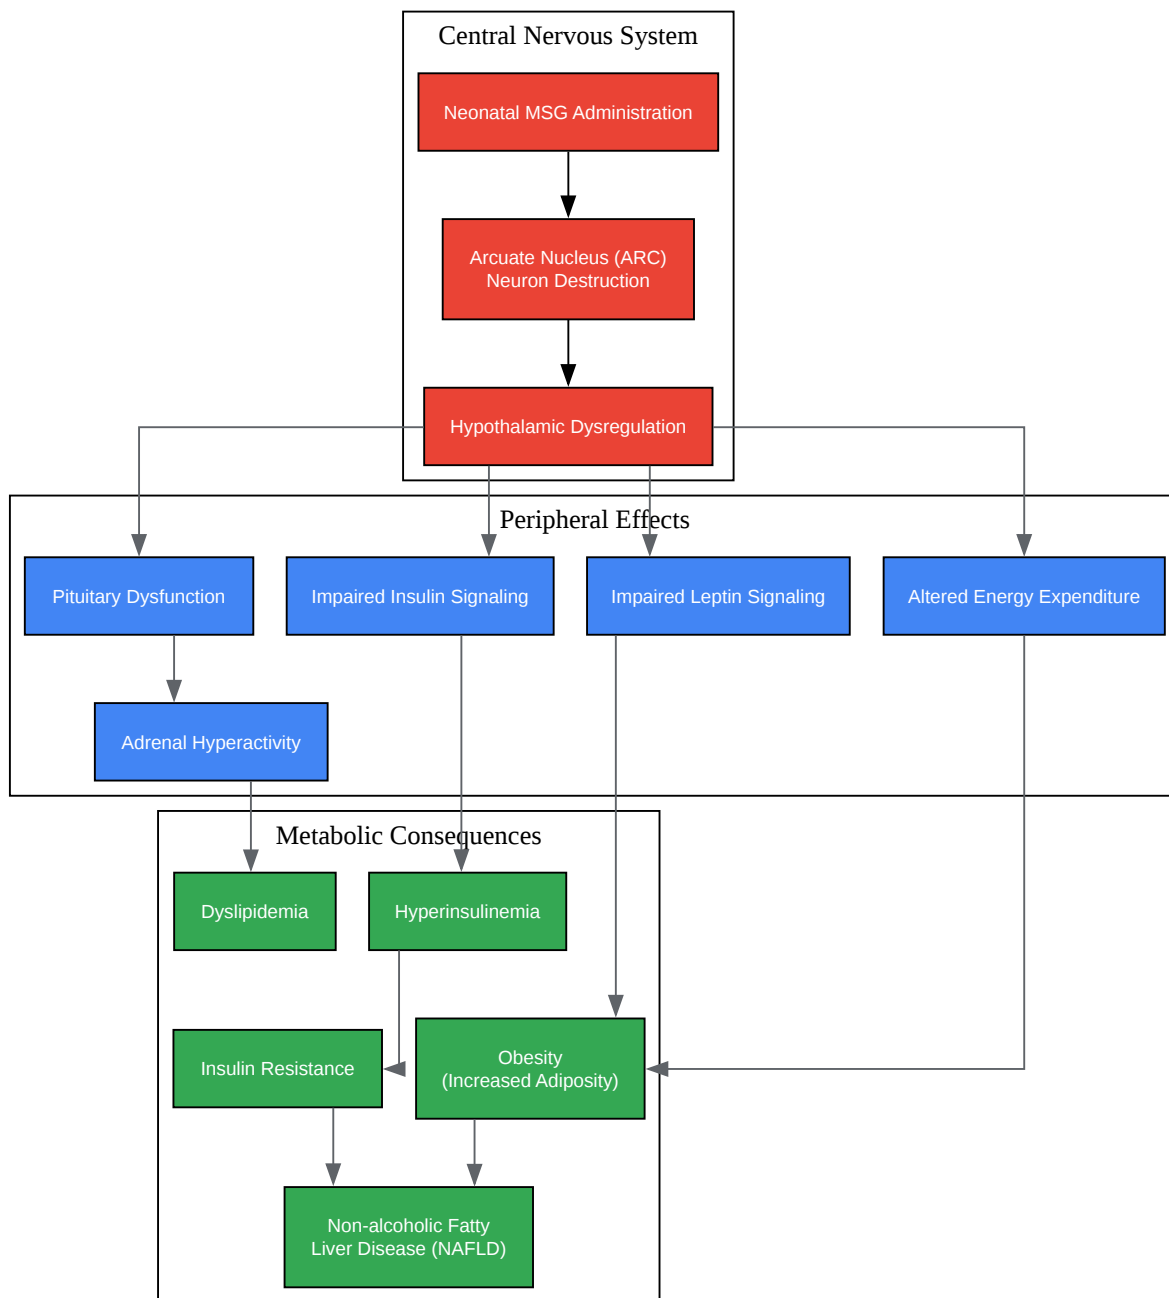 Central Nervous System
Neonatal MSG Administration
Arcuate Nucleus (ARC)
Neuron Destruction
Hypothalamic Dysregulation
Peripheral Effects
Pituitary Dysfunction
Impaired Insulin Signaling
Impaired Leptin Signaling
Altered Energy Expenditure
Adrenal Hyperactivity
Metabolic Consequences
Dyslipidemia
Hyperinsulinemia
Insulin Resistance
Obesity
(Increased Adiposity)
Non-alcoholic Fatty
Liver Disease (NAFLD)